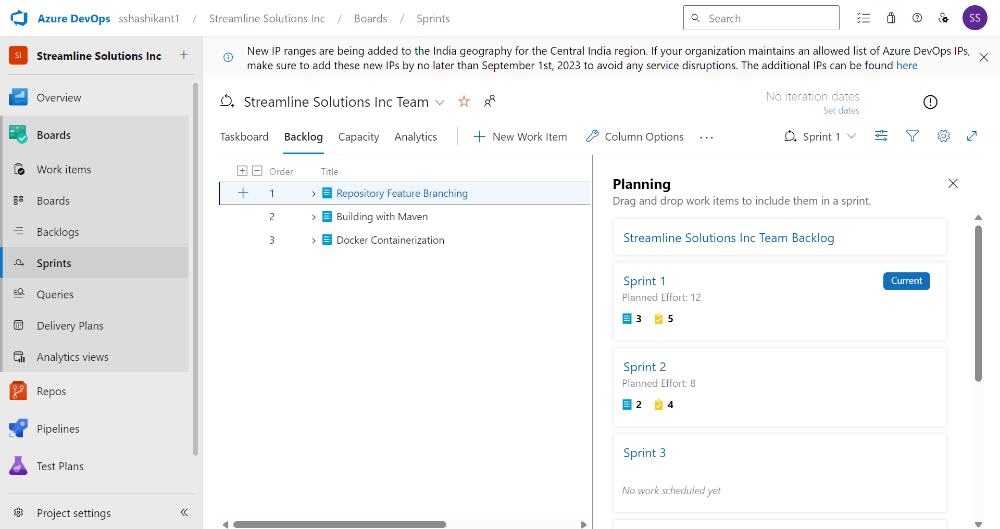 Azure DevOps sshashikant1 / Streamline Solutions Inc / Boards / Sprints
Search
SS
SI Streamline Solutions Inc
Overview
Boards
Work items
Boards
Backlogs
Sprints
Queries
Delivery Plans
Analytics views
Repos
Pipelines
Test Plans
Project settings
New IP ranges are being added to the India geography for the Central India region. If your organization maintains an allowed list of Azure DevOps IPs,
make sure to add these new IPs by no later than September 1st, 2023 to avoid any service disruptions. The additional IPs can be found here
Streamline Solutions Inc Team
No iteration dates
Set dates
Taskboard Backlog Capacity Analytics New Work Item Column Options Sprint 1
Order Title
1 Repository Feature Branching
2 Building with Maven
3 Docker Containerization
Planning
Drag and drop work items to include them in a sprint.
Streamline Solutions Inc Team Backlog
Sprint 1 Current
Planned Effort: 12
3 5
Sprint 2
Planned Effort: 8
2 4
Sprint 3
No work scheduled yet